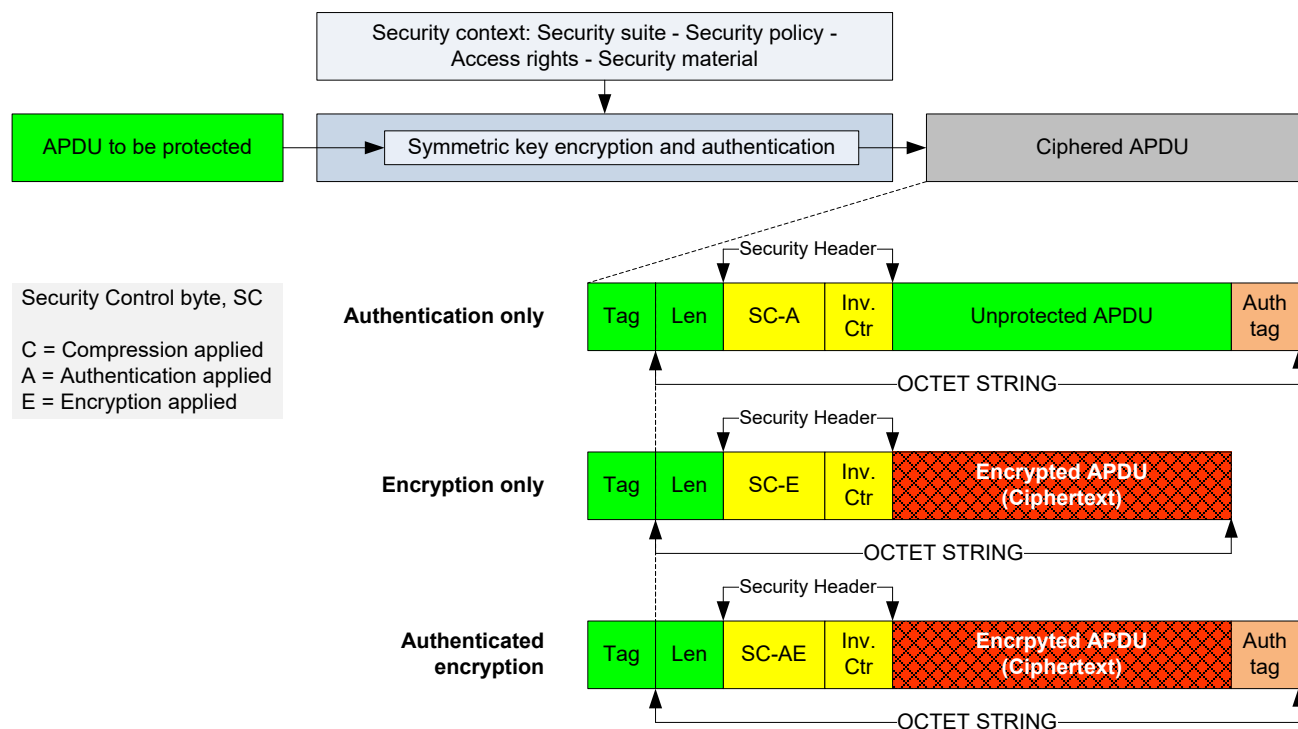 Security context: Security suite - Security policy -
Access rights - Security material
APDU to be protected
Symmetric key encryption and authentication
Ciphered APDU
Security Control byte, SC
C = Compression applied
A = Authentication applied
E = Encryption applied
Security Header
Authentication only
Tag
Len
SC-A
Inv.
Ctr
Unprotected APDU
Auth
tag
OCTET STRING
Security Header
Encryption only
Tag
Len
SC-E
Inv.
Ctr
Encrypted APDU
(Ciphertext)
OCTET STRING
Security Header
Authenticated
encryption
Tag
Len
SC-AE
Inv.
Ctr
Encrpyted APDU
(Ciphertext)
Auth
tag
OCTET STRING